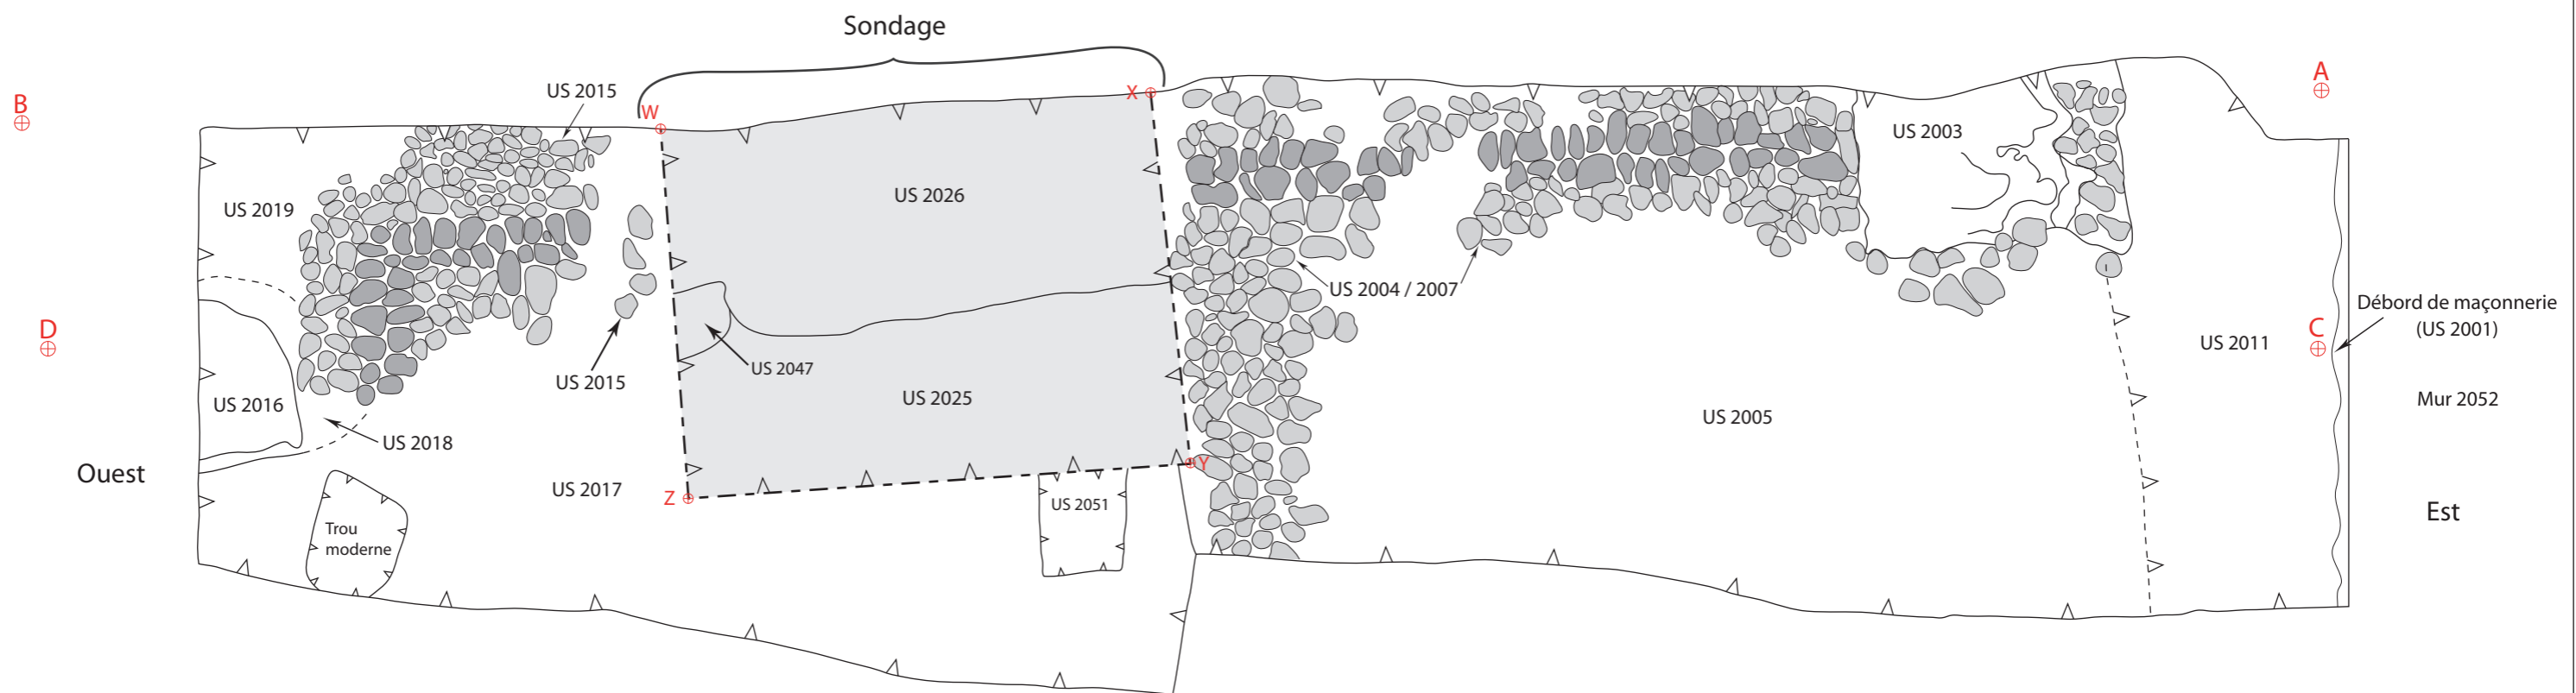 Sondage
A
B
US 2015
W
X
US 2003
US 2026
US 2019
US 2004 / 2007
Débord de maçonnerie
(US 2001)
D
C
US 2011
US 2047
US 2015
US 2025
Mur 2052
US 2016
US 2005
US 2018
Ouest
Y
US 2017
Z
US 2051
Est
Trou
moderne